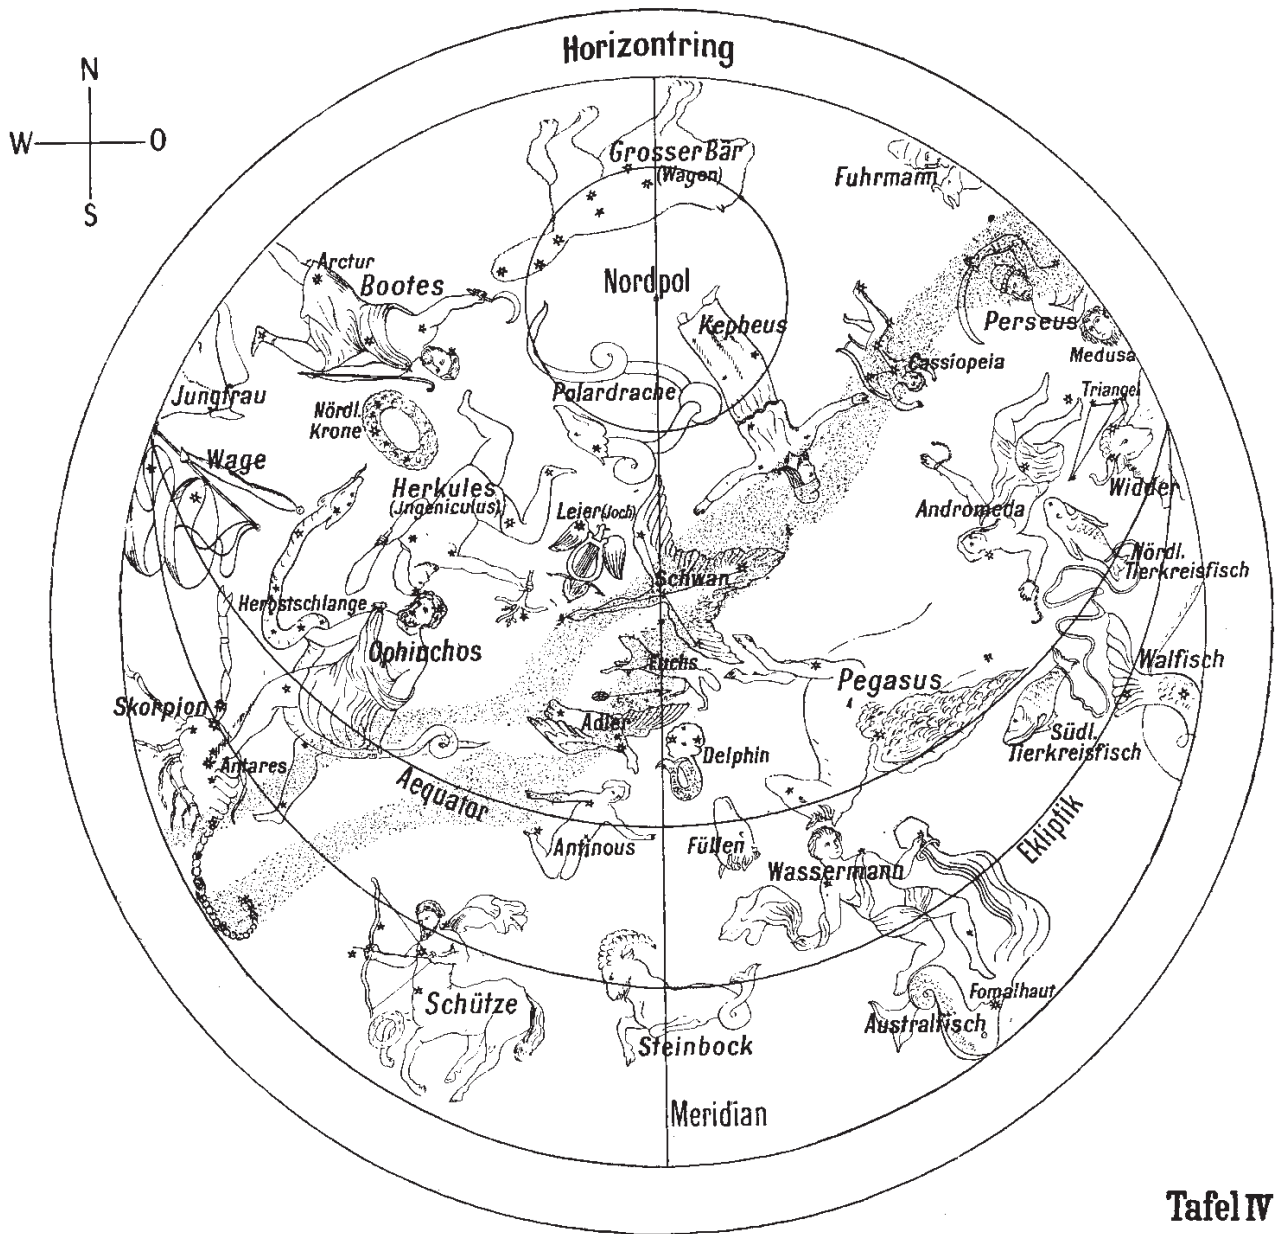 Horizontring
N
W O
S
Grosser Bär
(Wagen)
Fuhrmann
Arctur
Bootes
Nordpol
Kepheus
Perseus
Medusa
Cassiopeia
Triangel
Jungfrau
Nördl.
Krone
Polardrache
Wage
Herkules
(Jngeniculus)
Leier (Joch)
Andromeda
Widder
Nördl.
Tierkreisfisch
Schwan
Herbstschlange
Ophinchos
Fuchs
Pegasus
Walfisch
Skorpion
Adler
Delphin
Südl.
Tierkreisfisch
Antares
Aequator
Antinous
Füllen
Wassermann
Ekliptik
Schütze
Steinbock
Fomalhaut
Australfisch
Meridian
Tafel IV